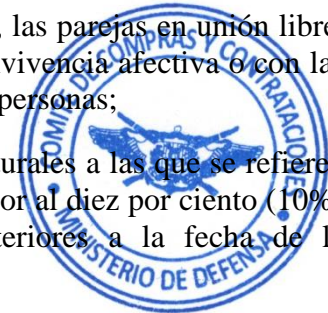 , las parejas en unión libre
vivencia afectiva o con la
personas;
urales a las que se refiere
or al diez por ciento (10%
teriores a la fecha de l
COMITÉ DE COMPRAS Y CONTRATACIONES
MINISTERIO DE DEFENSA